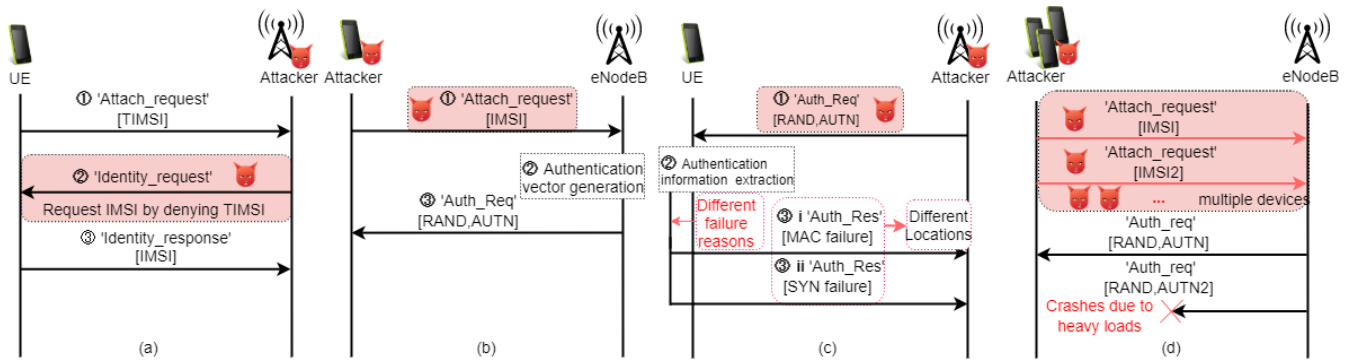 UE
Attacker
① 'Attach_request'
[TIMSI]
② 'Identity_request'
Request IMSI by denying TIMSI
③ 'Identity_response'
[IMSI]
(a)
Attacker
eNodeB
① 'Attach_request'
[IMSI]
② Authentication
vector generation
③ 'Auth_Req'
[RAND,AUTN]
(b)
UE
Attacker
① 'Auth_Req'
[RAND,AUTN]
② Authentication
information extraction
Different
failure
reasons
③ i 'Auth_Res'
[MAC failure]
Different
Locations
③ ii 'Auth_Res'
[SYN failure]
(c)
Attacker
eNodeB
'Attach_request'
[IMSI]
'Attach_request'
[IMSI2]
... multiple devices
'Auth_req'
[RAND,AUTN]
'Auth_req'
[RAND,AUTN2]
Crashes due to
heavy loads
(d)